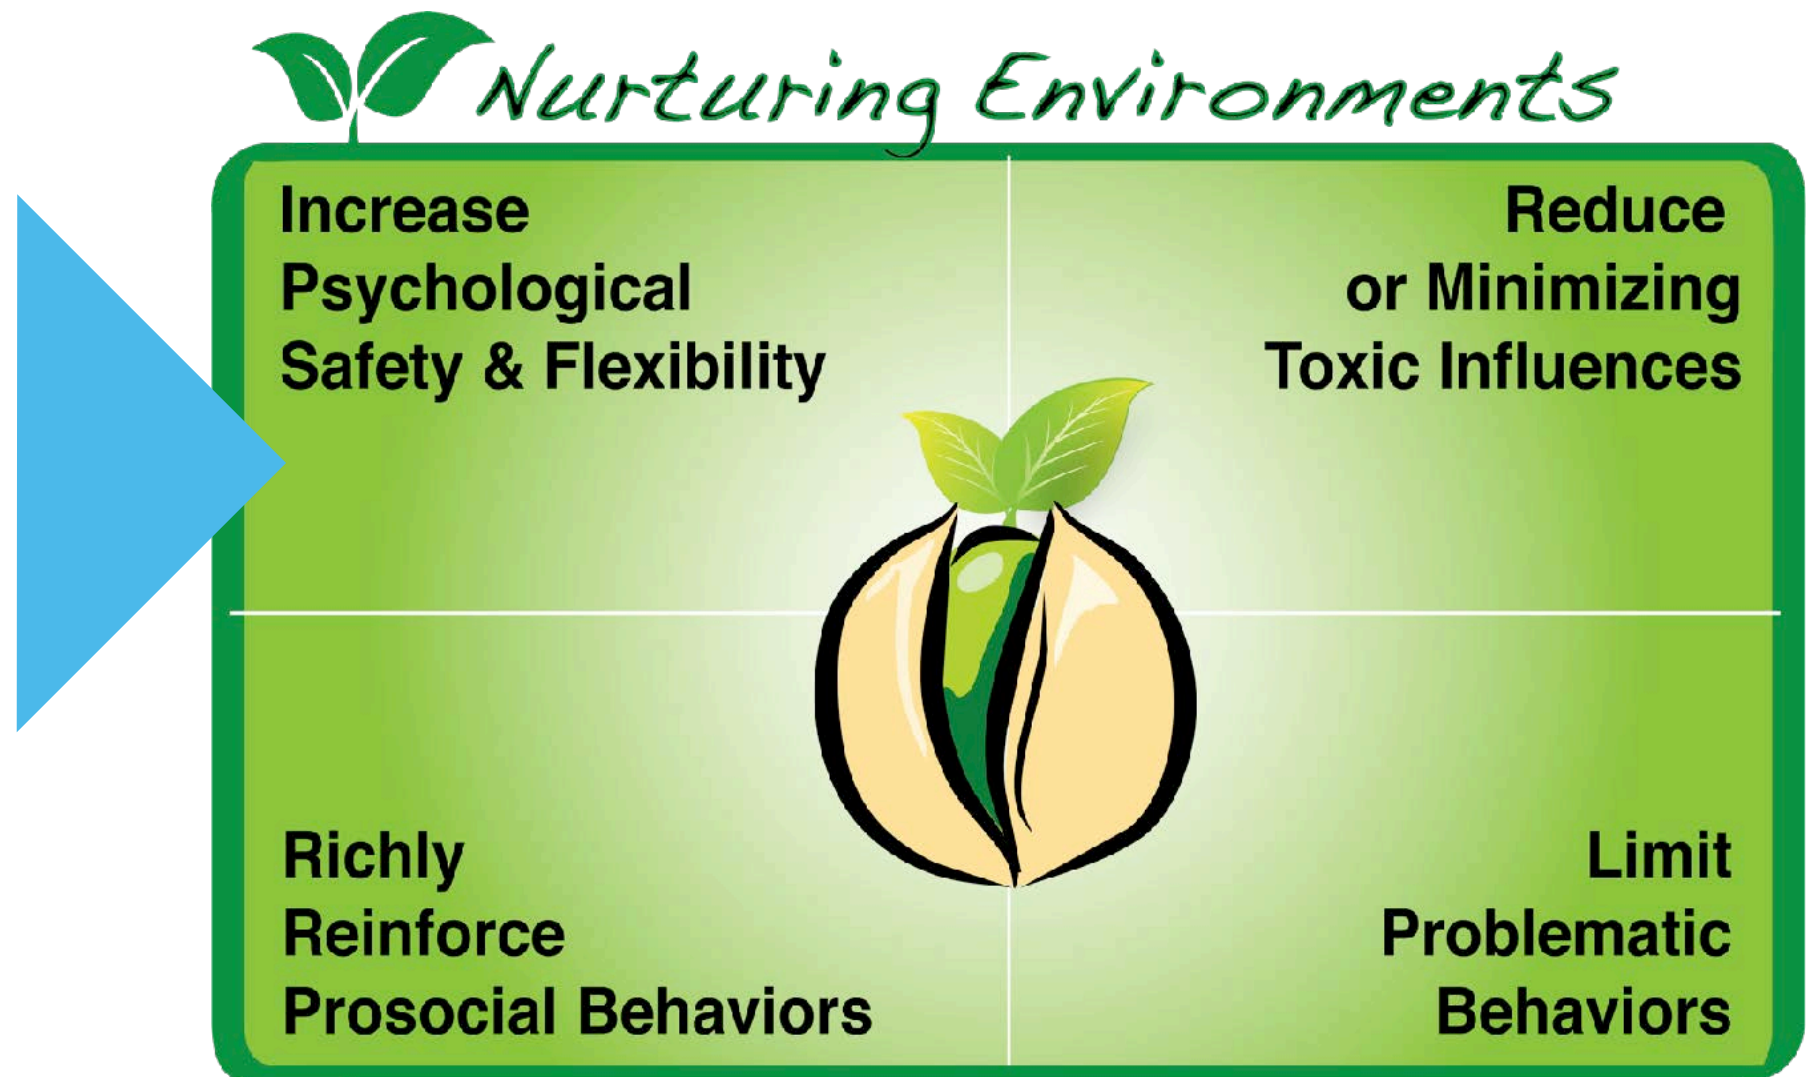 Nurturing Environments
Increase
Psychological
Safety & Flexibility
Reduce
or Minimizing
Toxic Influences
Richly
Reinforce
Prosocial Behaviors
Limit
Problematic
Behaviors